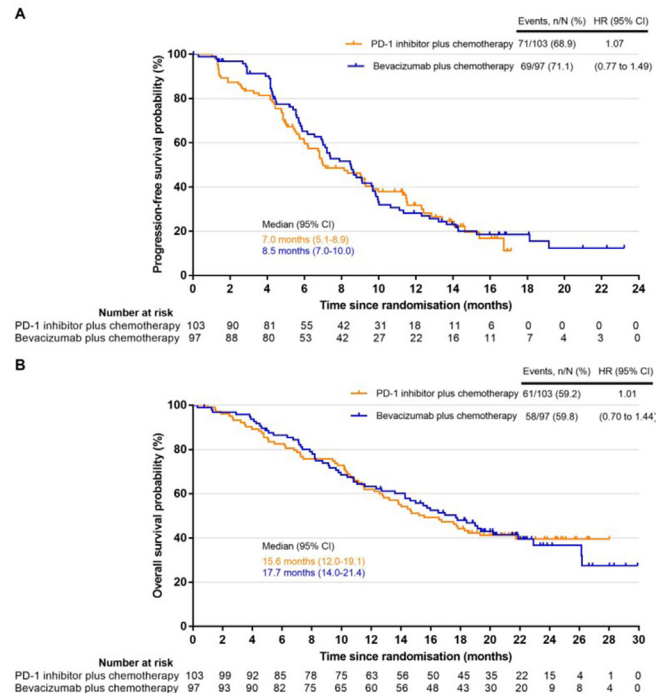 A
Events, n/N (%) HR (95% CI)
PD-1 inhibitor plus chemotherapy 71/103 (68.9) 1.07
Bevacizumab plus chemotherapy 69/97 (71.1) (0.77 to 1.49)
Progression-free survival probability (%)
100
80
60
40
20
0
Median (95% CI)
7.0 months (5.1-8.9)
8.5 months (7.0-10.0)
0 2 4 6 8 10 12 14 16 18 20 22 24
Time since randomisation (months)
Number at risk
PD-1 inhibitor plus chemotherapy 103 90 81 55 42 31 18 11 6 0 0 0 0
Bevacizumab plus chemotherapy 97 88 80 53 42 27 22 16 11 7 4 3 0
B
Events, n/N (%) HR (95% CI)
PD-1 inhibitor plus chemotherapy 61/103 (59.2) 1.01
Bevacizumab plus chemotherapy 58/97 (59.8) (0.70 to 1.44)
Overall survival probability (%)
100
80
60
40
20
0
Median (95% CI)
15.6 months (12.0-19.1)
17.7 months (14.0-21.4)
0 2 4 6 8 10 12 14 16 18 20 22 24 26 28 30
Time since randomisation (months)
Number at risk
PD-1 inhibitor plus chemotherapy 103 99 92 85 78 75 63 56 50 45 35 22 15 4 1 0
Bevacizumab plus chemotherapy 97 93 90 82 75 65 60 56 48 43 30 20 9 8 4 0